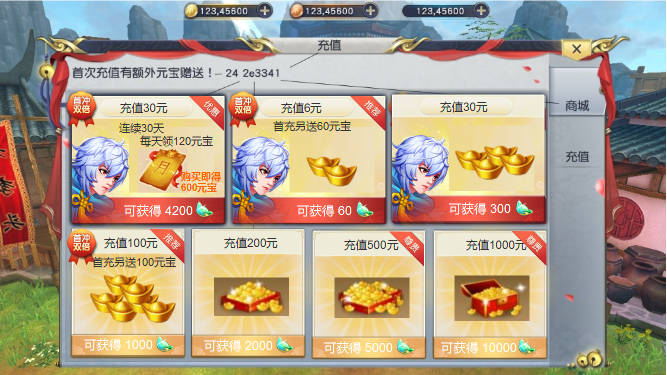 123,45600
123,45600
123,45600
充值
首次充值有额外元宝赠送！-- 24 2e3341
商城
充值
首冲双倍
充值30元
优惠
连续30天
每天领120元宝
购买即得
600元宝
可获得 4200
首冲双倍
充值6元
推荐
首充另送60元宝
可获得 60
充值30元
可获得 300
首冲双倍
充值100元
推荐
首充另送100元宝
可获得 1000
充值200元
可获得 2000
充值500元
尊贵
可获得 5000
充值1000元
尊贵
可获得 10000